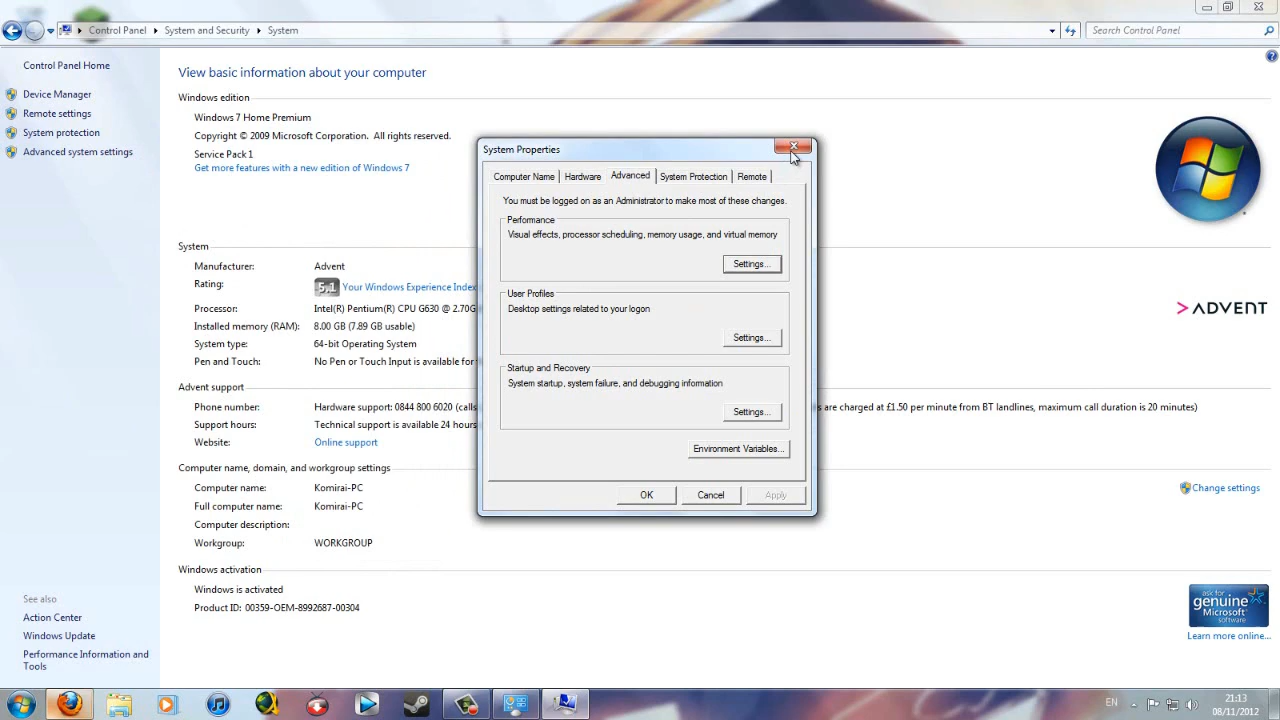 Control Panel ▸ System and Security ▸ System
Search Control Panel
Control Panel Home
Device Manager
Remote settings
System protection
Advanced system settings
See also
Action Center
Windows Update
Performance Information and
Tools
View basic information about your computer
Windows edition
Windows 7 Home Premium
Copyright © 2009 Microsoft Corporation. All rights reserved.
Service Pack 1
Get more features with a new edition of Windows 7
System
Manufacturer: Advent
Rating: 5.1 Your Windows Experience Index
Processor: Intel(R) Pentium(R) CPU G630 @ 2.70G
Installed memory (RAM): 8.00 GB (7.89 GB usable)
System type: 64-bit Operating System
Pen and Touch: No Pen or Touch Input is available for
ADVENT
Advent support
Phone number: Hardware support: 0844 800 6020 (calls are charged at £1.50 per minute from BT landlines, maximum call duration is 20 minutes)
Support hours: Technical support is available 24 hours
Website: Online support
Computer name, domain, and workgroup settings
Computer name: Komirai-PC
Change settings
Full computer name: Komirai-PC
Computer description:
Workgroup: WORKGROUP
Windows activation
Windows is activated
Product ID: 00359-OEM-8992687-00304
ask for
genuine
Microsoft
software
Learn more online...
System Properties
Computer Name Hardware Advanced System Protection Remote
You must be logged on as an Administrator to make most of these changes.
Performance
Visual effects, processor scheduling, memory usage, and virtual memory
Settings...
User Profiles
Desktop settings related to your logon
Settings...
Startup and Recovery
System startup, system failure, and debugging information
Settings...
Environment Variables...
OK Cancel Apply
EN
21:13
08/11/2012